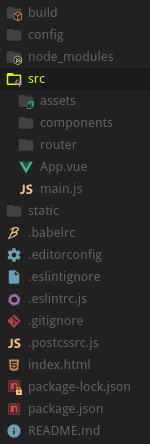 build
config
node_modules
src
assets
components
router
App.vue
JS main.js
static
.babelrc
.editorconfig
.eslintignore
.eslintrc.js
.gitignore
JS .postcssrc.js
index.html
package-lock.json
package.json
README.md